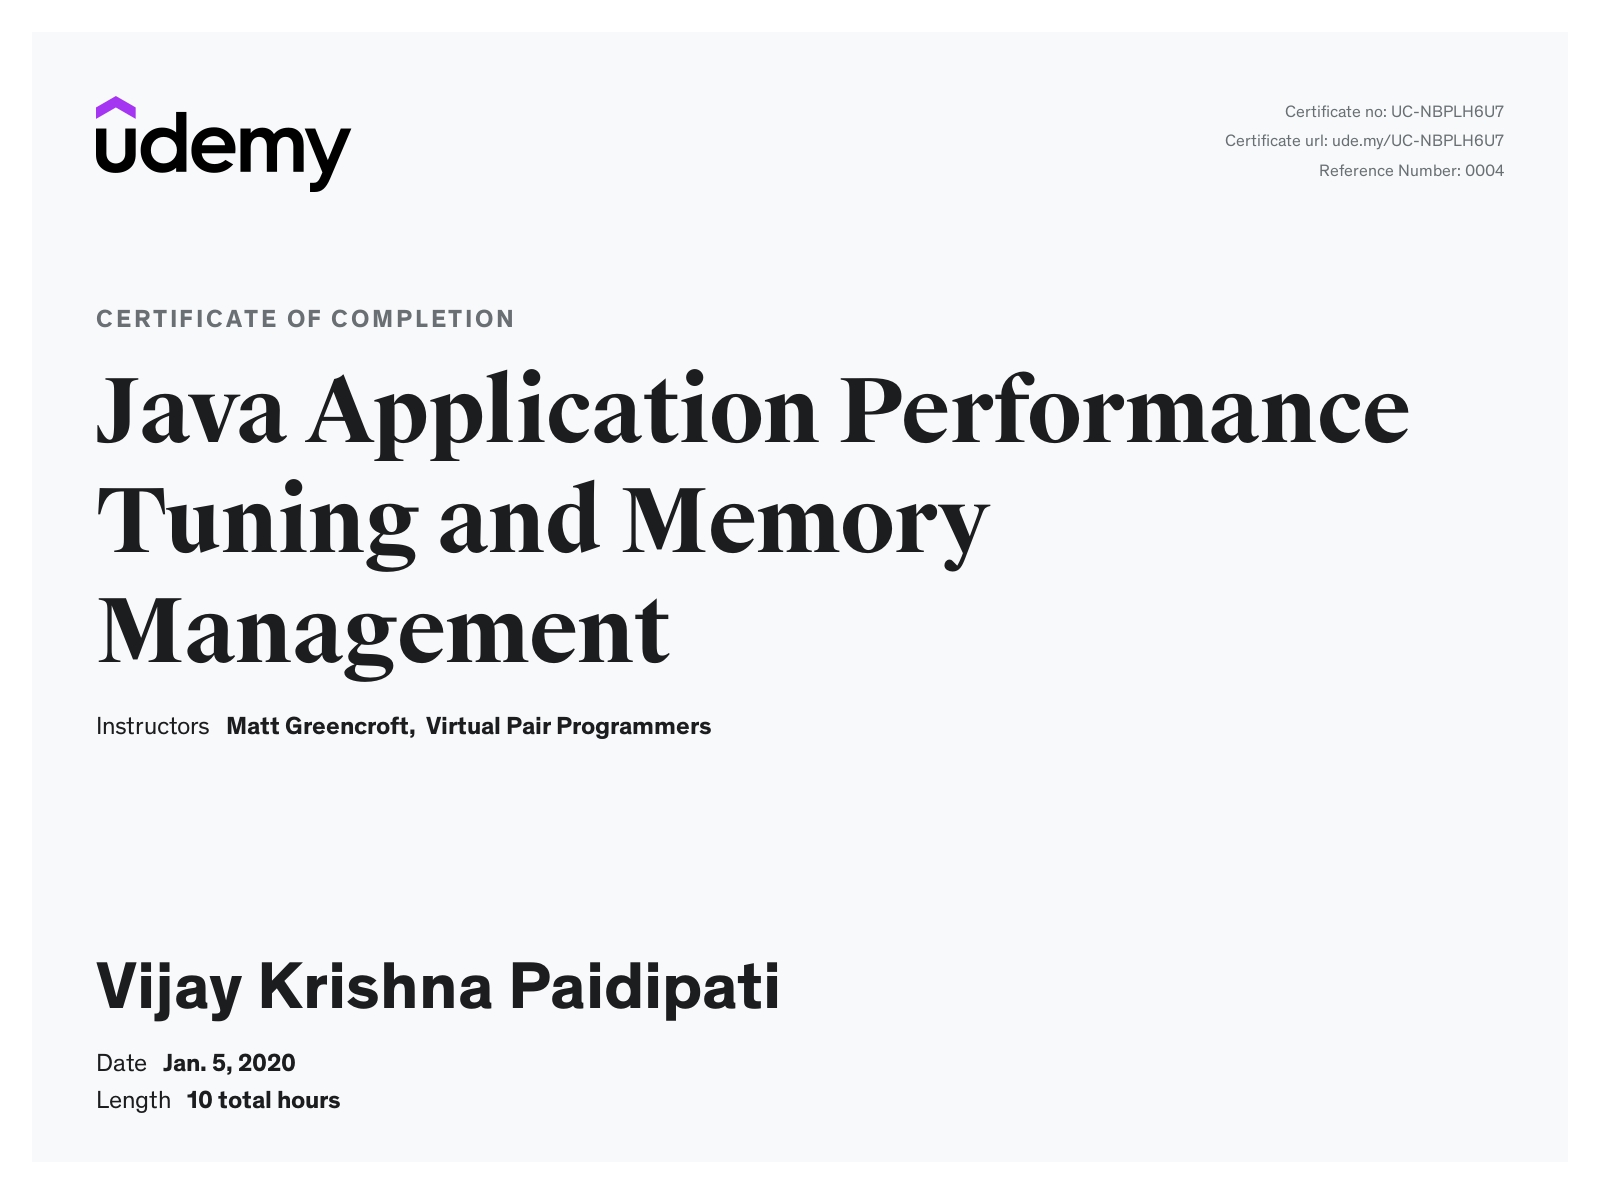 udemy
Certificate no: UC-NBPLH6U7
Certificate url: ude.my/UC-NBPLH6U7
Reference Number: 0004
CERTIFICATE OF COMPLETION
Java Application Performance
Tuning and Memory
Management
Instructors Matt Greencroft, Virtual Pair Programmers
Vijay Krishna Paidipati
Date Jan. 5, 2020
Length 10 total hours